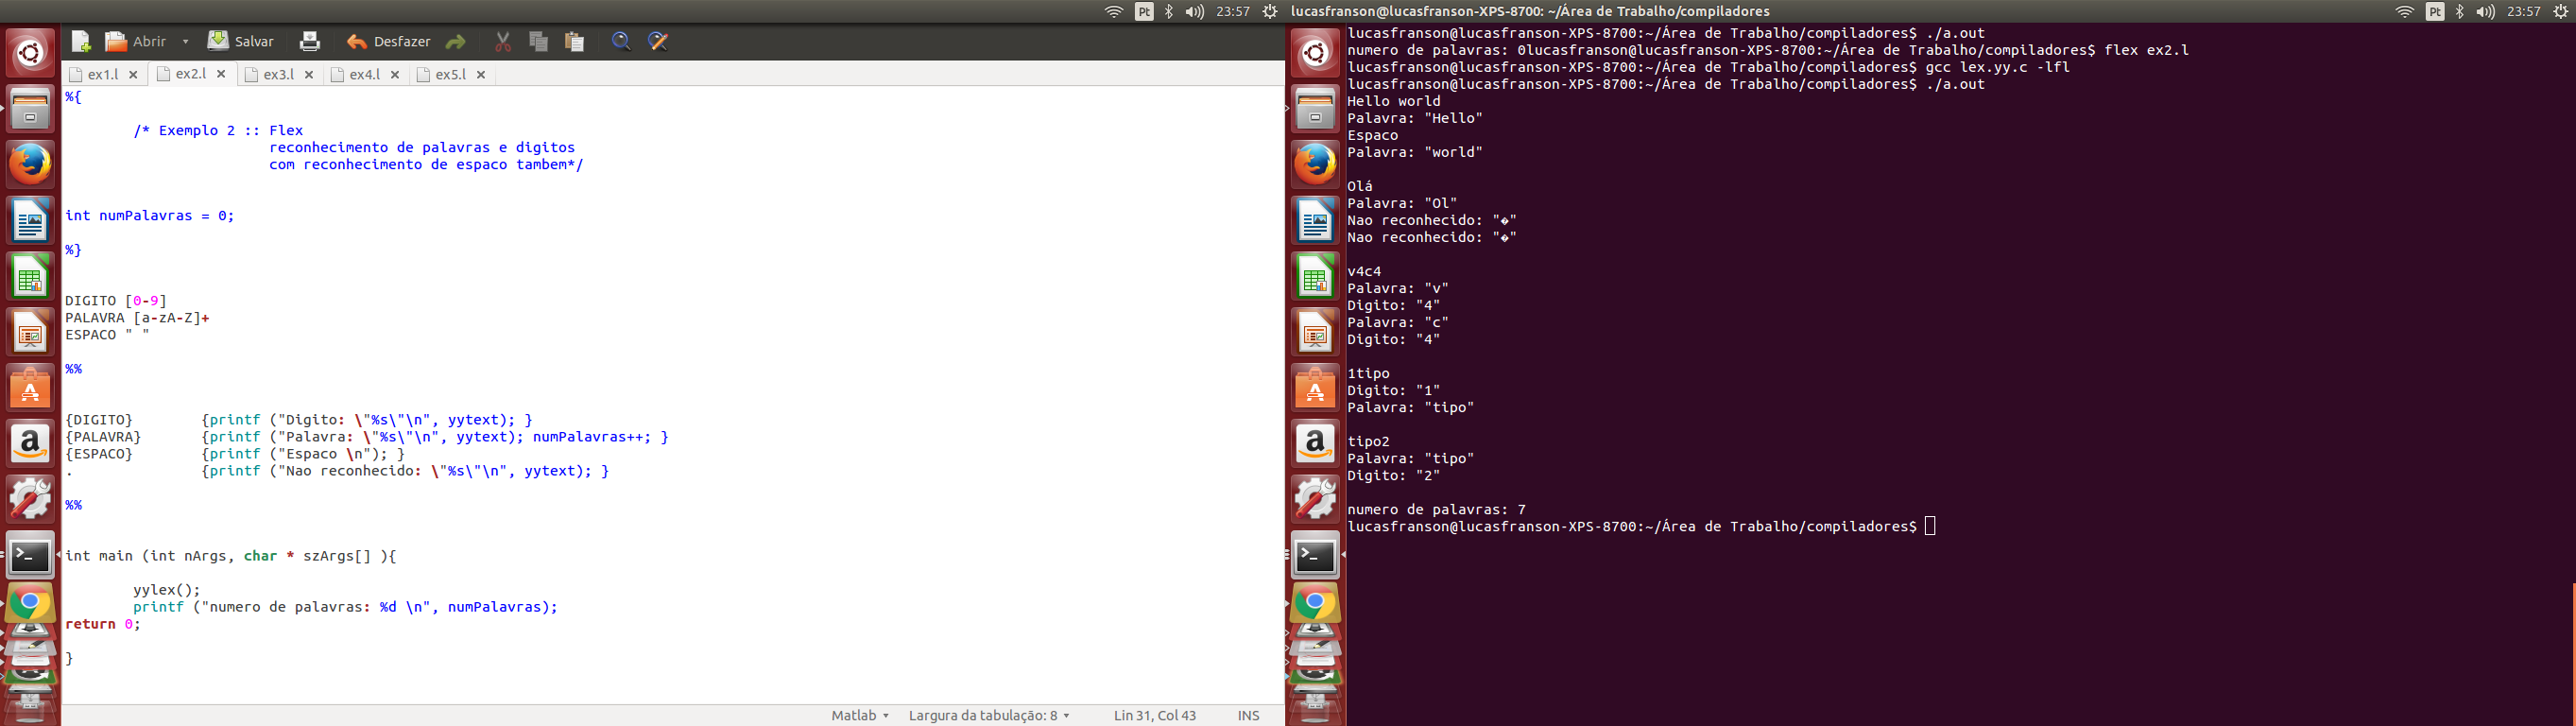 23:57
Pt
Abrir
Salvar
Desfazer
ex1.l
ex2.l
ex3.l
ex4.l
ex5.l
%{
/* Exemplo 2 :: Flex
reconhecimento de palavras e digitos
com reconhecimento de espaco tambem*/
int numPalavras = 0;
%}
DIGITO [0-9]
PALAVRA [a-zA-Z]+
ESPACO " "
%%
{DIGITO} {printf ("Digito: \"%s\"\n", yytext); }
{PALAVRA} {printf ("Palavra: \"%s\"\n", yytext); numPalavras++; }
{ESPACO} {printf ("Espaco \n"); }
. {printf ("Nao reconhecido: \"%s\"\n", yytext); }
%%
int main (int nArgs, char * szArgs[] ){
yylex();
printf ("numero de palavras: %d \n", numPalavras);
return 0;
}
Matlab Largura da tabulação: 8 Lin 31, Col 43 INS
lucasfranson@lucasfranson-XPS-8700: ~/Área de Trabalho/compiladores
Pt 23:57
lucasfranson@lucasfranson-XPS-8700:~/Área de Trabalho/compiladores$ ./a.out
numero de palavras: 0lucasfranson@lucasfranson-XPS-8700:~/Área de Trabalho/compiladores$ flex ex2.l
lucasfranson@lucasfranson-XPS-8700:~/Área de Trabalho/compiladores$ gcc lex.yy.c -lfl
lucasfranson@lucasfranson-XPS-8700:~/Área de Trabalho/compiladores$ ./a.out
Hello world
Palavra: "Hello"
Espaco
Palavra: "world"
Olá
Palavra: "Ol"
Nao reconhecido: "�"
Nao reconhecido: "�"
v4c4
Palavra: "v"
Digito: "4"
Palavra: "c"
Digito: "4"
1tipo
Digito: "1"
Palavra: "tipo"
tipo2
Palavra: "tipo"
Digito: "2"
numero de palavras: 7
lucasfranson@lucasfranson-XPS-8700:~/Área de Trabalho/compiladores$